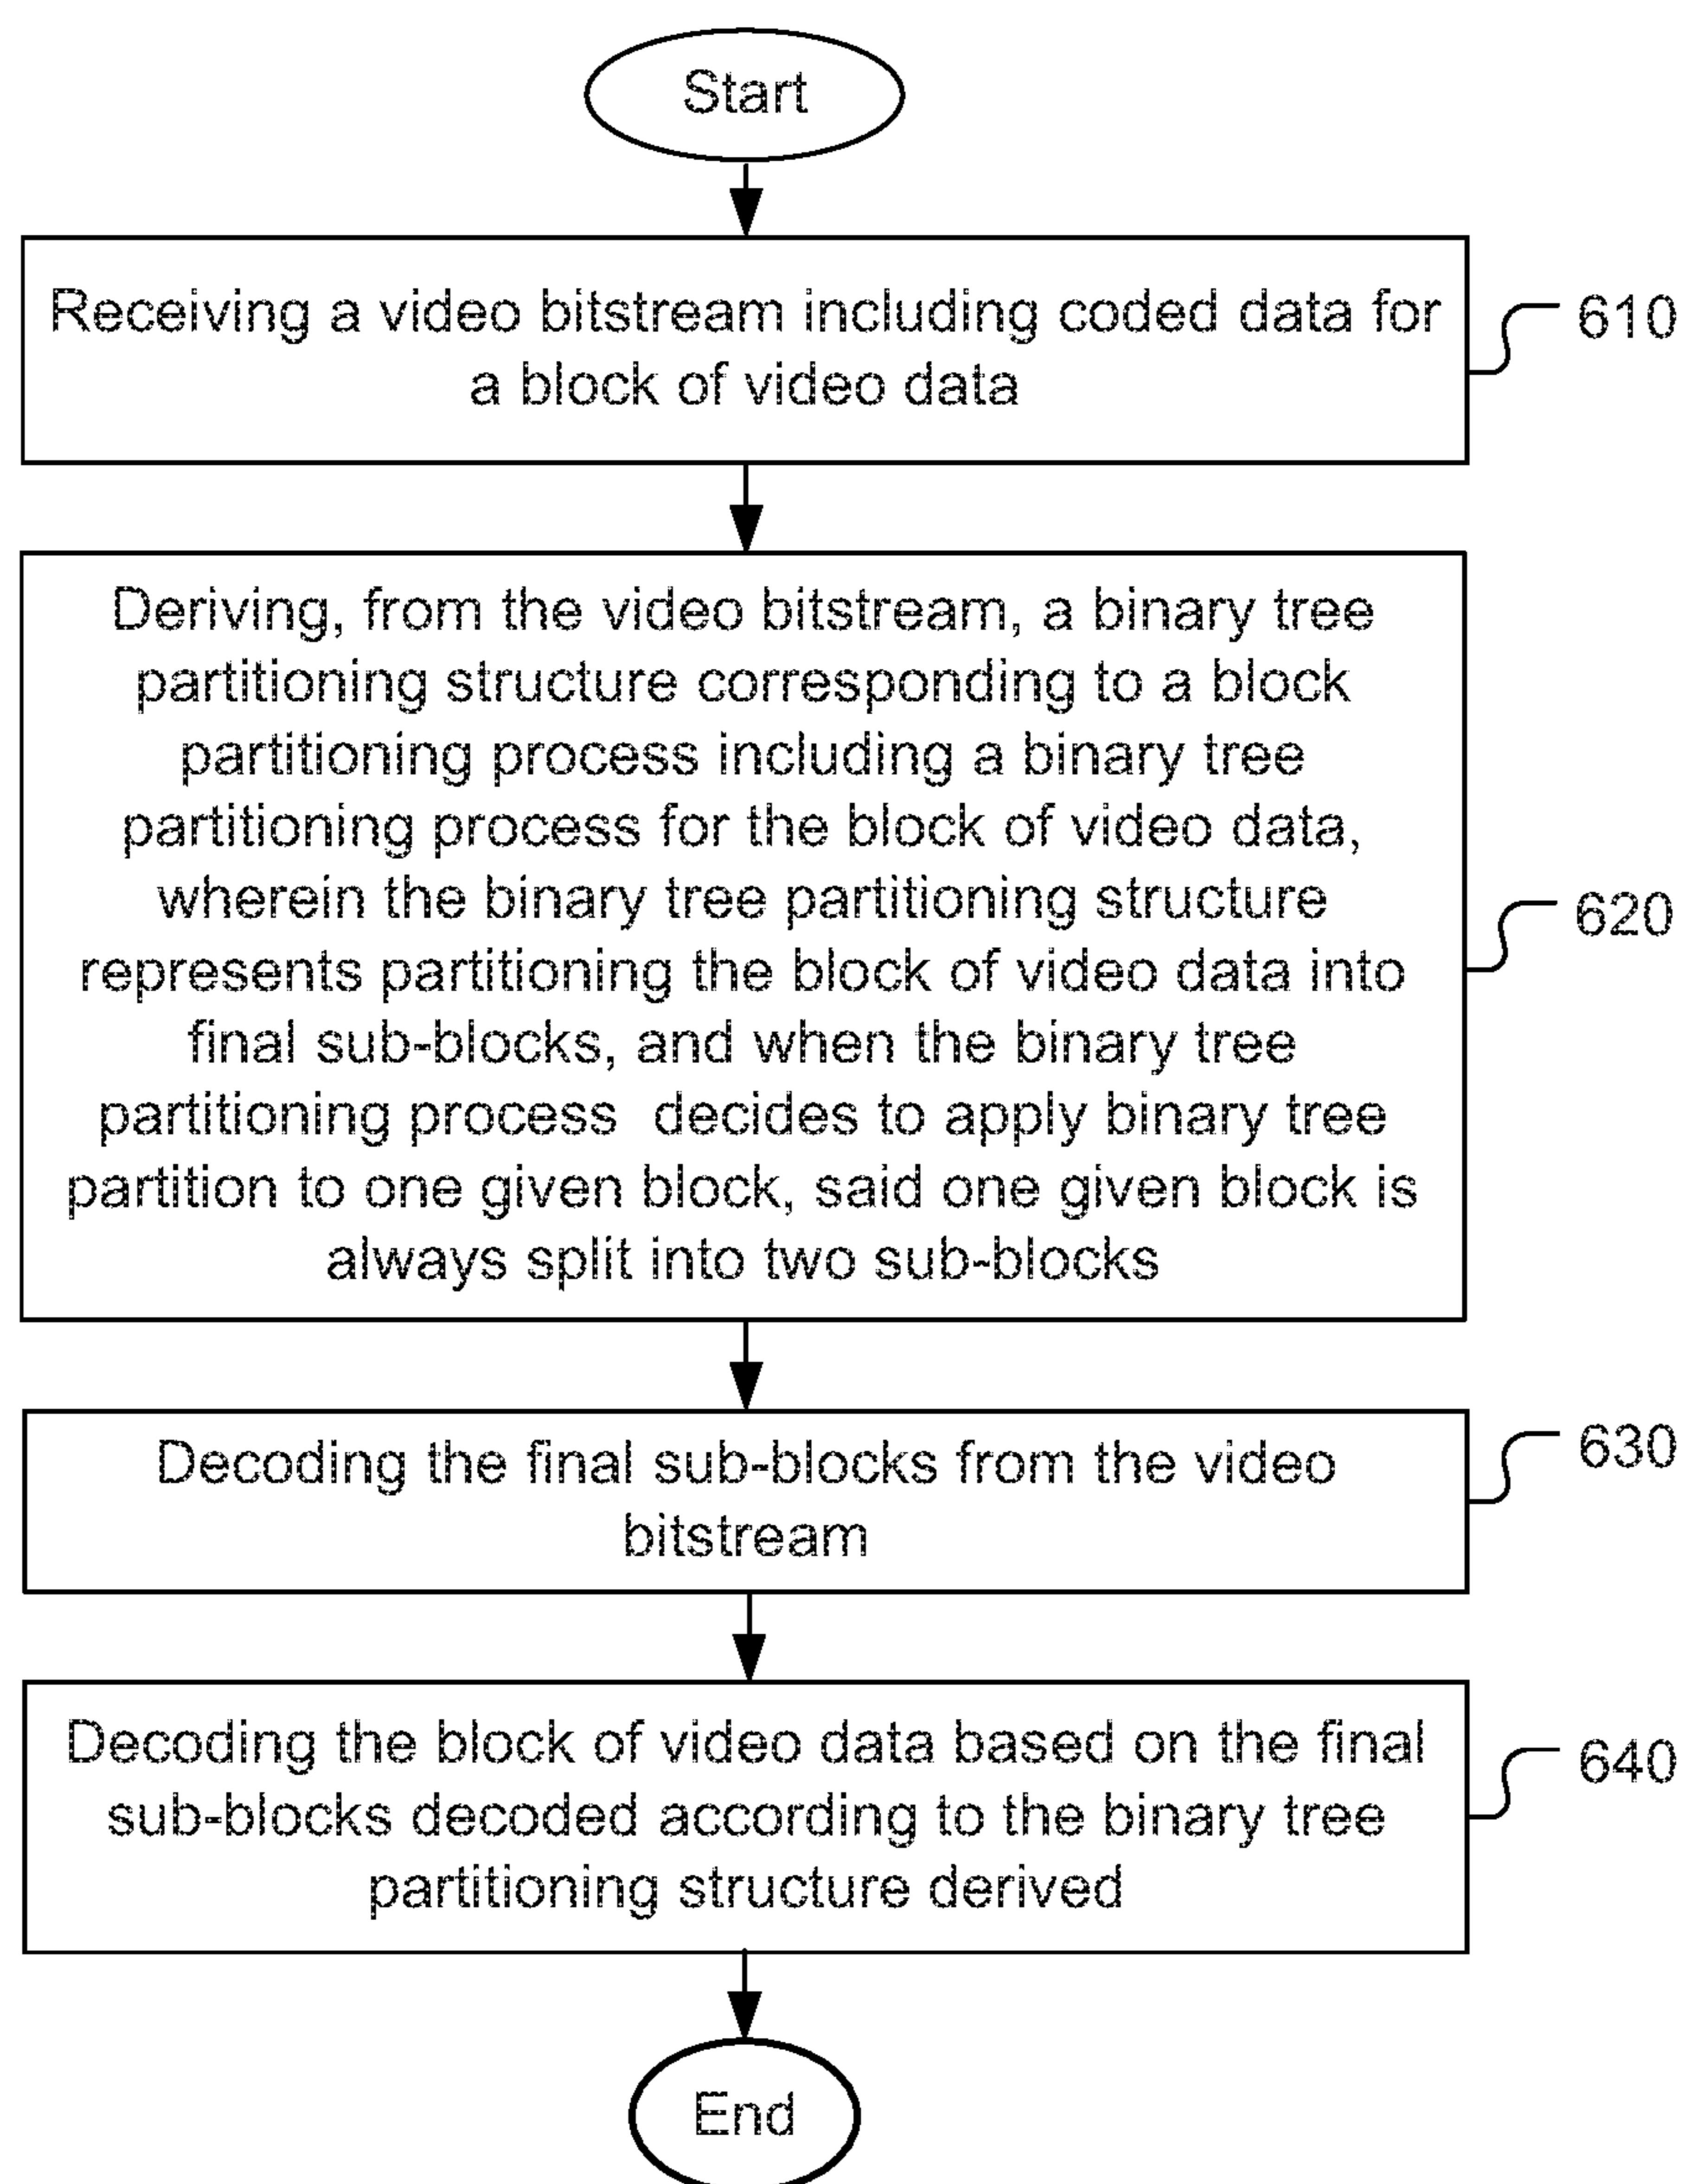 Start
Receiving a video bitstream including coded data for
a block of video data
610
Deriving, from the video bitstream, a binary tree
partitioning structure corresponding to a block
partitioning process including a binary tree
partitioning process for the block of video data,
wherein the binary tree partitioning structure
represents partitioning the block of video data into
final sub-blocks, and when the binary tree
partitioning process decides to apply binary tree
partition to one given block, said one given block is
always split into two sub-blocks
620
Decoding the final sub-blocks from the video
bitstream
630
Decoding the block of video data based on the final
sub-blocks decoded according to the binary tree
partitioning structure derived
640
End